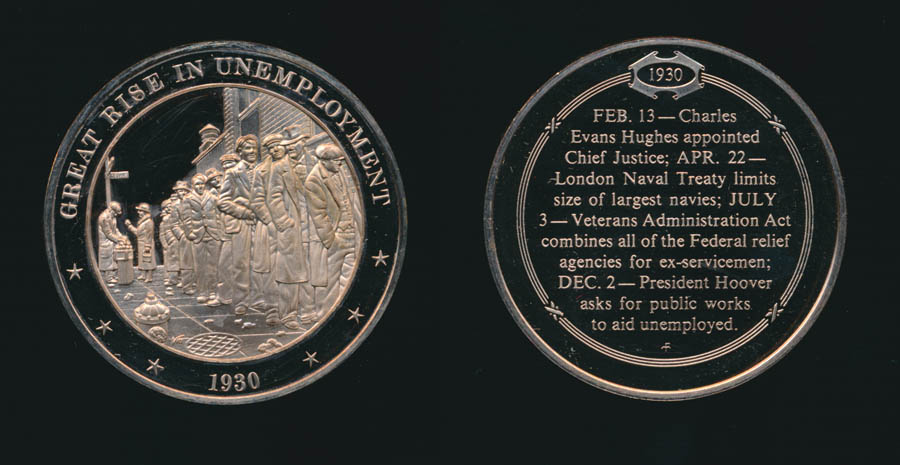 GREAT RISE IN UNEMPLOYMENT
1930
1930
FEB. 13—Charles
Evans Hughes appointed
Chief Justice; APR. 22—
London Naval Treaty limits
size of largest navies; JULY
3—Veterans Administration Act
combines all of the Federal relief
agencies for ex-servicemen;
DEC. 2—President Hoover
asks for public works
to aid unemployed.